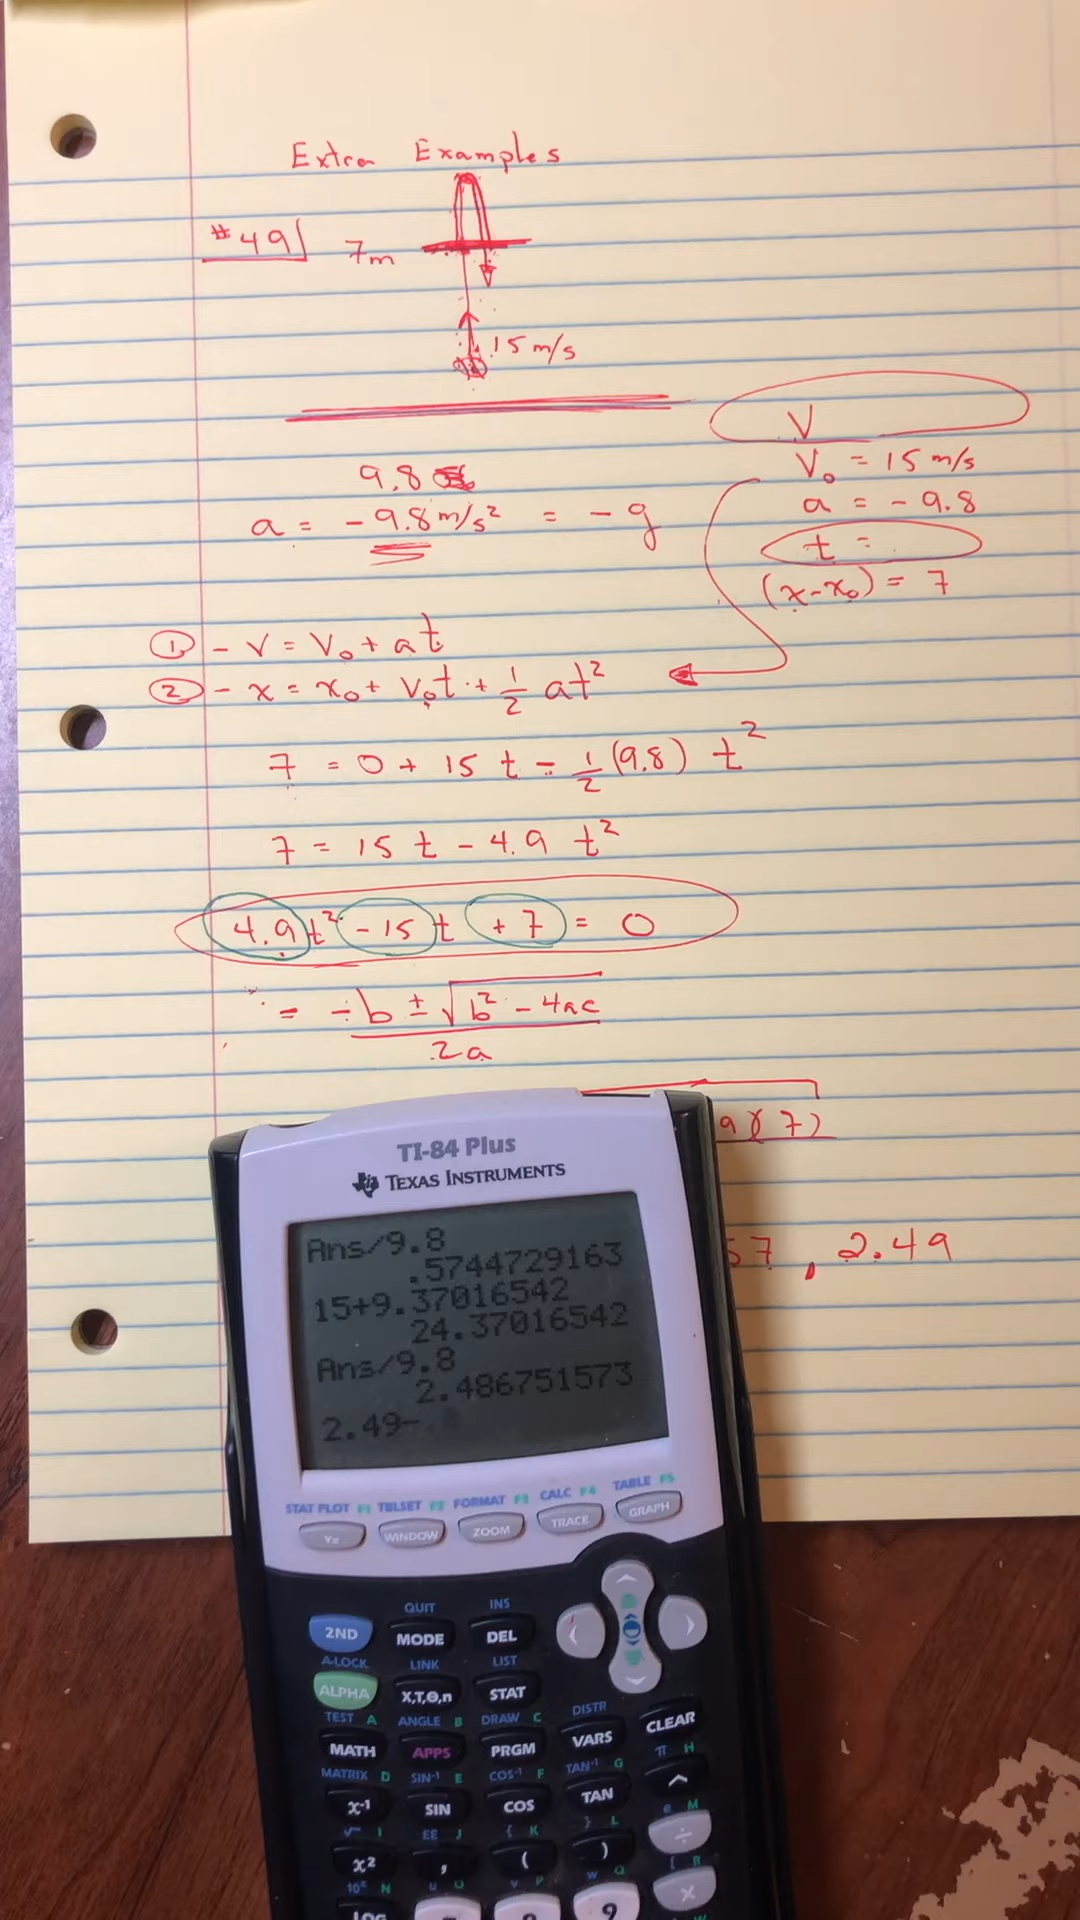 Extra Examples
#49
7m
15 m/s
V
9.8
V₀ = 15 m/s
a = -9.8 m/s² = -g
a = -9.8
t =
(x-x₀) = 7
① - v = v₀ + at
② - x = x₀ + v₀t + 1/2 at²
7 = 0 + 15 t - 1/2 (9.8) t²
7 = 15 t - 4.9 t²
4.9 t² - 15 t + 7 = 0
= -b ± √b² - 4ac
2a
9)(7)
57 , 2.49
TI-84 Plus
TEXAS INSTRUMENTS
Ans/9.8
.5744729163
15+9.37016542
24.37016542
Ans/9.8
2.486751573
2.49-
STAT PLOT F1 TBLSET F2 FORMAT F3 CALC F4 TABLE F5
Y= WINDOW ZOOM TRACE GRAPH
QUIT INS
2ND MODE DEL
A-LOCK LINK LIST
ALPHA X,T,θ,n STAT
TEST A ANGLE B DRAW C DISTR
MATH APPS PRGM VARS CLEAR
MATRIX D SIN⁻¹ E COS⁻¹ F TAN⁻¹ G π H
x⁻¹ SIN COS TAN ^
√ I EE J { K } L e M
x² , ( ) ÷
10ˣ N u O v P w Q [ R
LOG 9 ×